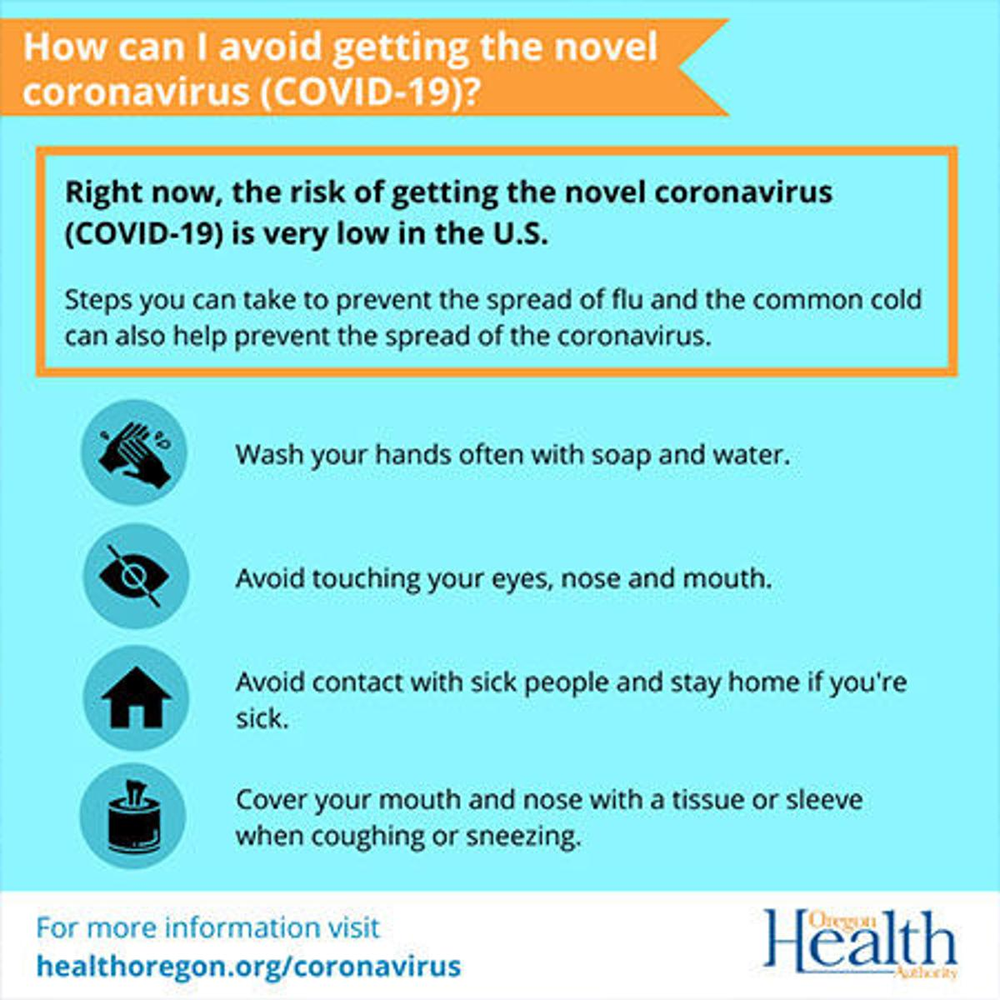 How can I avoid getting the novel
coronavirus (COVID-19)?
Right now, the risk of getting the novel coronavirus
(COVID-19) is very low in the U.S.
Steps you can take to prevent the spread of flu and the common cold
can also help prevent the spread of the coronavirus.
Wash your hands often with soap and water.
Avoid touching your eyes, nose and mouth.
Avoid contact with sick people and stay home if you're
sick.
Cover your mouth and nose with a tissue or sleeve
when coughing or sneezing.
For more information visit
healthoregon.org/coronavirus
Oregon
Health
Authority